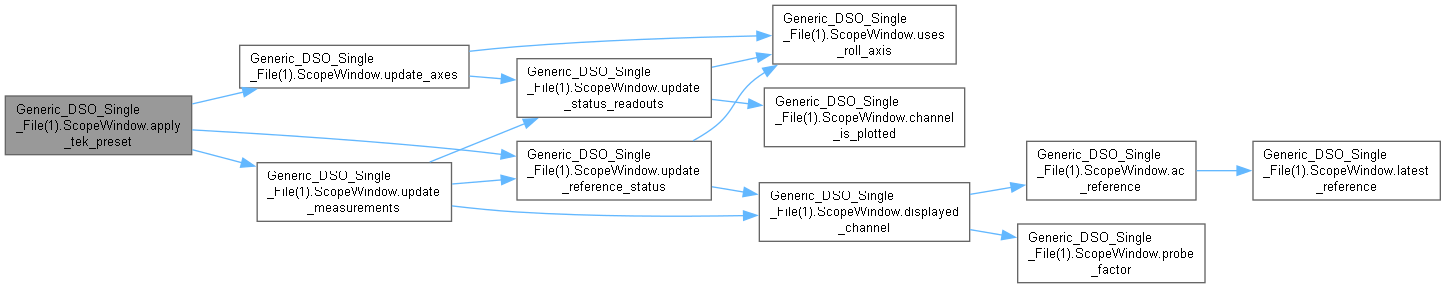 Generic_DSO_Single
_File(1).ScopeWindow.apply
_tek_preset
Generic_DSO_Single
_File(1).ScopeWindow.update_axes
Generic_DSO_Single
_File(1).ScopeWindow.update
_measurements
Generic_DSO_Single
_File(1).ScopeWindow.update
_status_readouts
Generic_DSO_Single
_File(1).ScopeWindow.update
_reference_status
Generic_DSO_Single
_File(1).ScopeWindow.uses
_roll_axis
Generic_DSO_Single
_File(1).ScopeWindow.channel
_is_plotted
Generic_DSO_Single
_File(1).ScopeWindow.displayed
_channel
Generic_DSO_Single
_File(1).ScopeWindow.ac
_reference
Generic_DSO_Single
_File(1).ScopeWindow.probe
_factor
Generic_DSO_Single
_File(1).ScopeWindow.latest
_reference